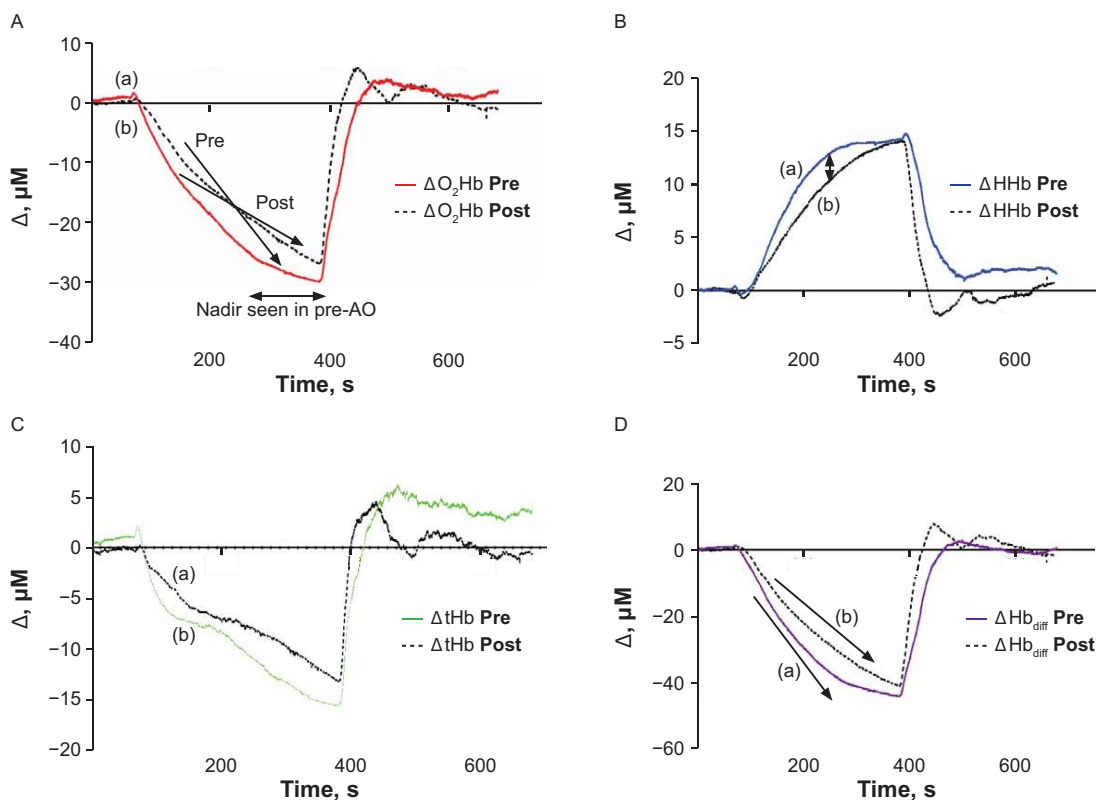 A
10
0
−10
−20
−30
−40
Δ, µM
(a)
(b)
Pre
Post
Nadir seen in pre-AO
ΔO₂Hb Pre
ΔO₂Hb Post
200
400
600
Time, s
B
20
15
10
5
0
−5
Δ, µM
(a)
(b)
ΔHHb Pre
ΔHHb Post
200
400
600
Time, s
C
10
5
0
−5
−10
−15
−20
Δ, µM
(a)
(b)
ΔtHb Pre
ΔtHb Post
200
400
600
Time, s
D
20
0
−20
−40
−60
Δ, µM
(b)
(a)
ΔHb_diff Pre
ΔHb_diff Post
200
400
600
Time, s